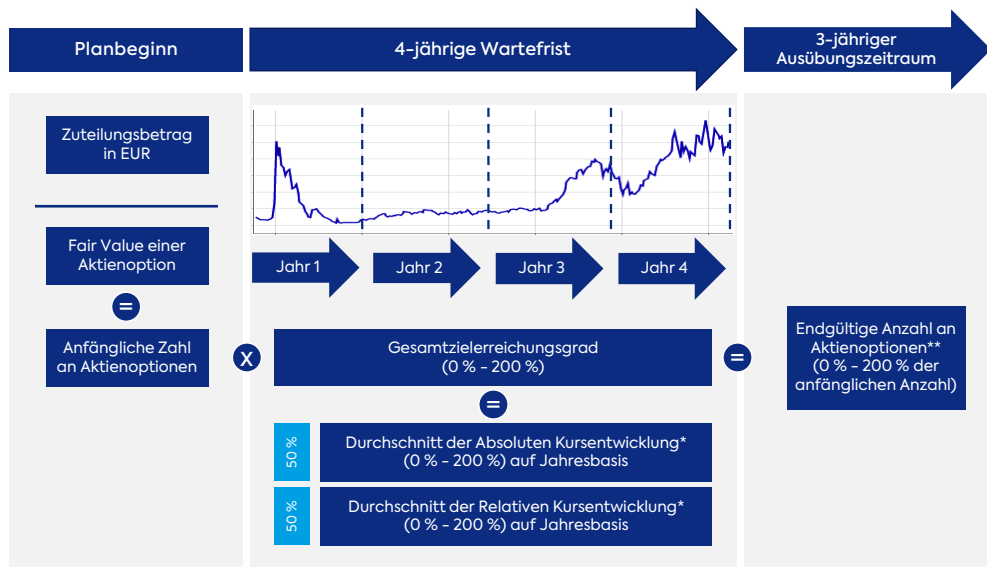 Planbeginn
4-jährige Wartefrist
3-jähriger
Ausübungszeitraum
Zuteilungsbetrag
in EUR
Fair Value einer
Aktienoption
=
Anfängliche Zahl
an Aktienoptionen
Jahr 1
Jahr 2
Jahr 3
Jahr 4
x
Gesamtzielerreichungsgrad
(0 % - 200 %)
=
50 %
Durchschnitt der Absoluten Kursentwicklung*
(0 % - 200 %) auf Jahresbasis
50 %
Durchschnitt der Relativen Kursentwicklung*
(0 % - 200 %) auf Jahresbasis
=
Endgültige Anzahl an
Aktienoptionen**
(0 % - 200 % der
anfänglichen Anzahl)